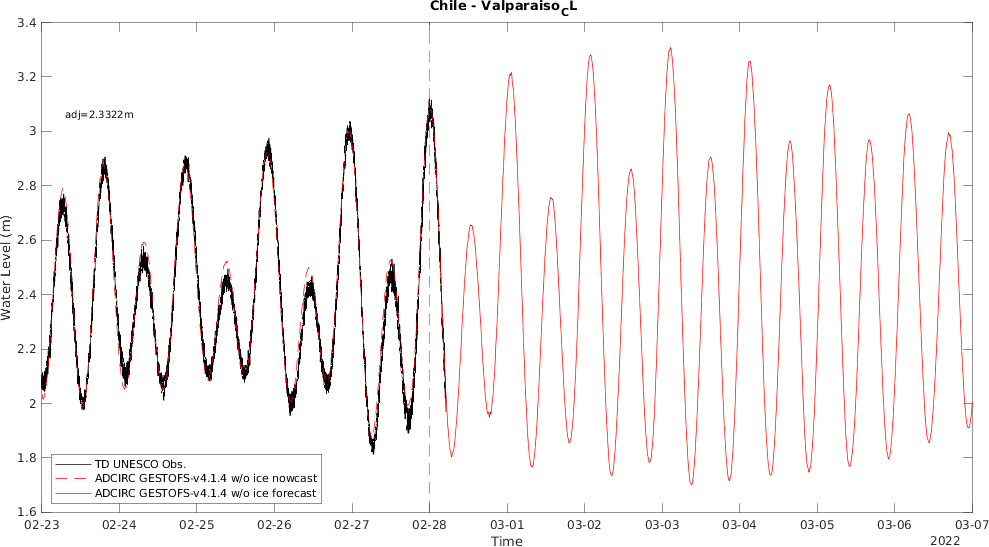 Chile - Valparaiso_CL
3.4
3.2
adj=2.3322m
3
2.8
2.6
Water Level (m)
2.4
2.2
2
1.8
TD UNESCO Obs.
ADCIRC GESTOFS-v4.1.4 w/o ice nowcast
ADCIRC GESTOFS-v4.1.4 w/o ice forecast
1.6
02-23 02-24 02-25 02-26 02-27 02-28 03-01 03-02 03-03 03-04 03-05 03-06 03-07
Time
2022